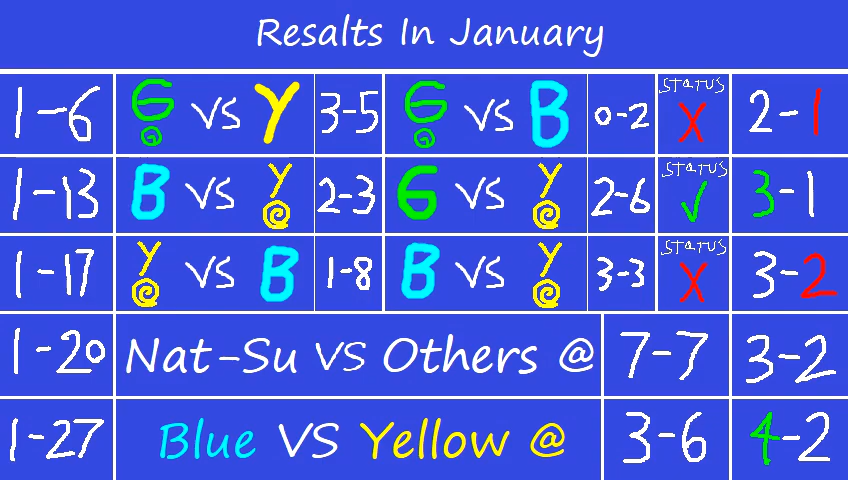 Resalts In January
1-6 G G VS Y 3-5 G G VS B 0-2 STATUS X 2-1
1-13 B VS Y @ 2-3 G VS Y @ 2-6 STATUS ✓ 3-1
1-17 Y @ VS B 1-8 B VS Y @ 3-3 STATUS X 3-2
1-20 Nat-Su VS Others @ 7-7 3-2
1-27 Blue VS Yellow @ 3-6 4-2